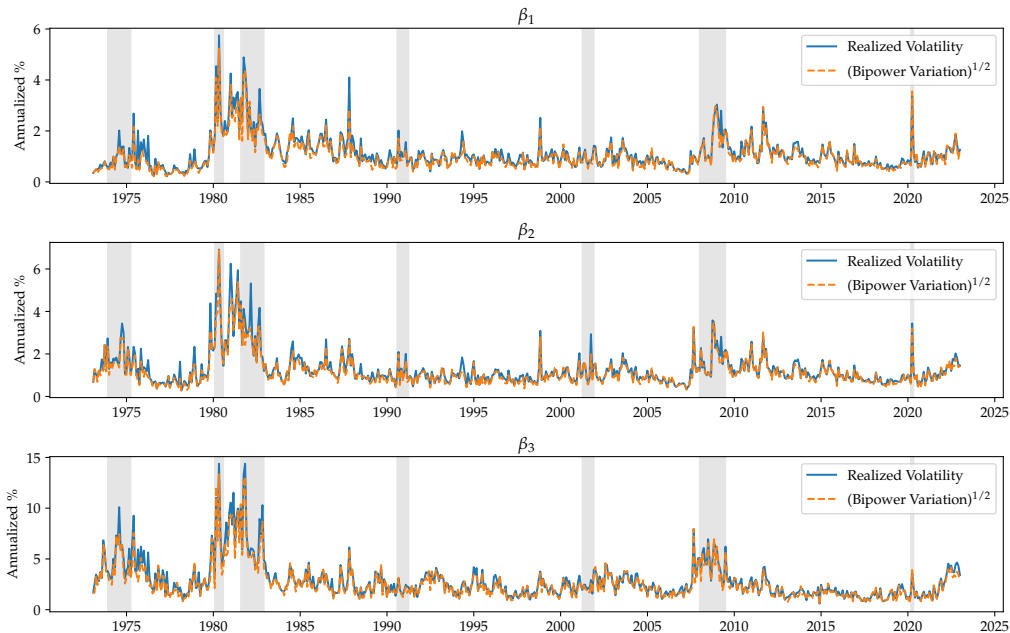 β₁
Annualized %
6
4
2
0
Realized Volatility
(Bipower Variation)^{1/2}
1975 1980 1985 1990 1995 2000 2005 2010 2015 2020 2025
β₂
Annualized %
6
4
2
0
Realized Volatility
(Bipower Variation)^{1/2}
1975 1980 1985 1990 1995 2000 2005 2010 2015 2020 2025
β₃
Annualized %
15
10
5
0
Realized Volatility
(Bipower Variation)^{1/2}
1975 1980 1985 1990 1995 2000 2005 2010 2015 2020 2025